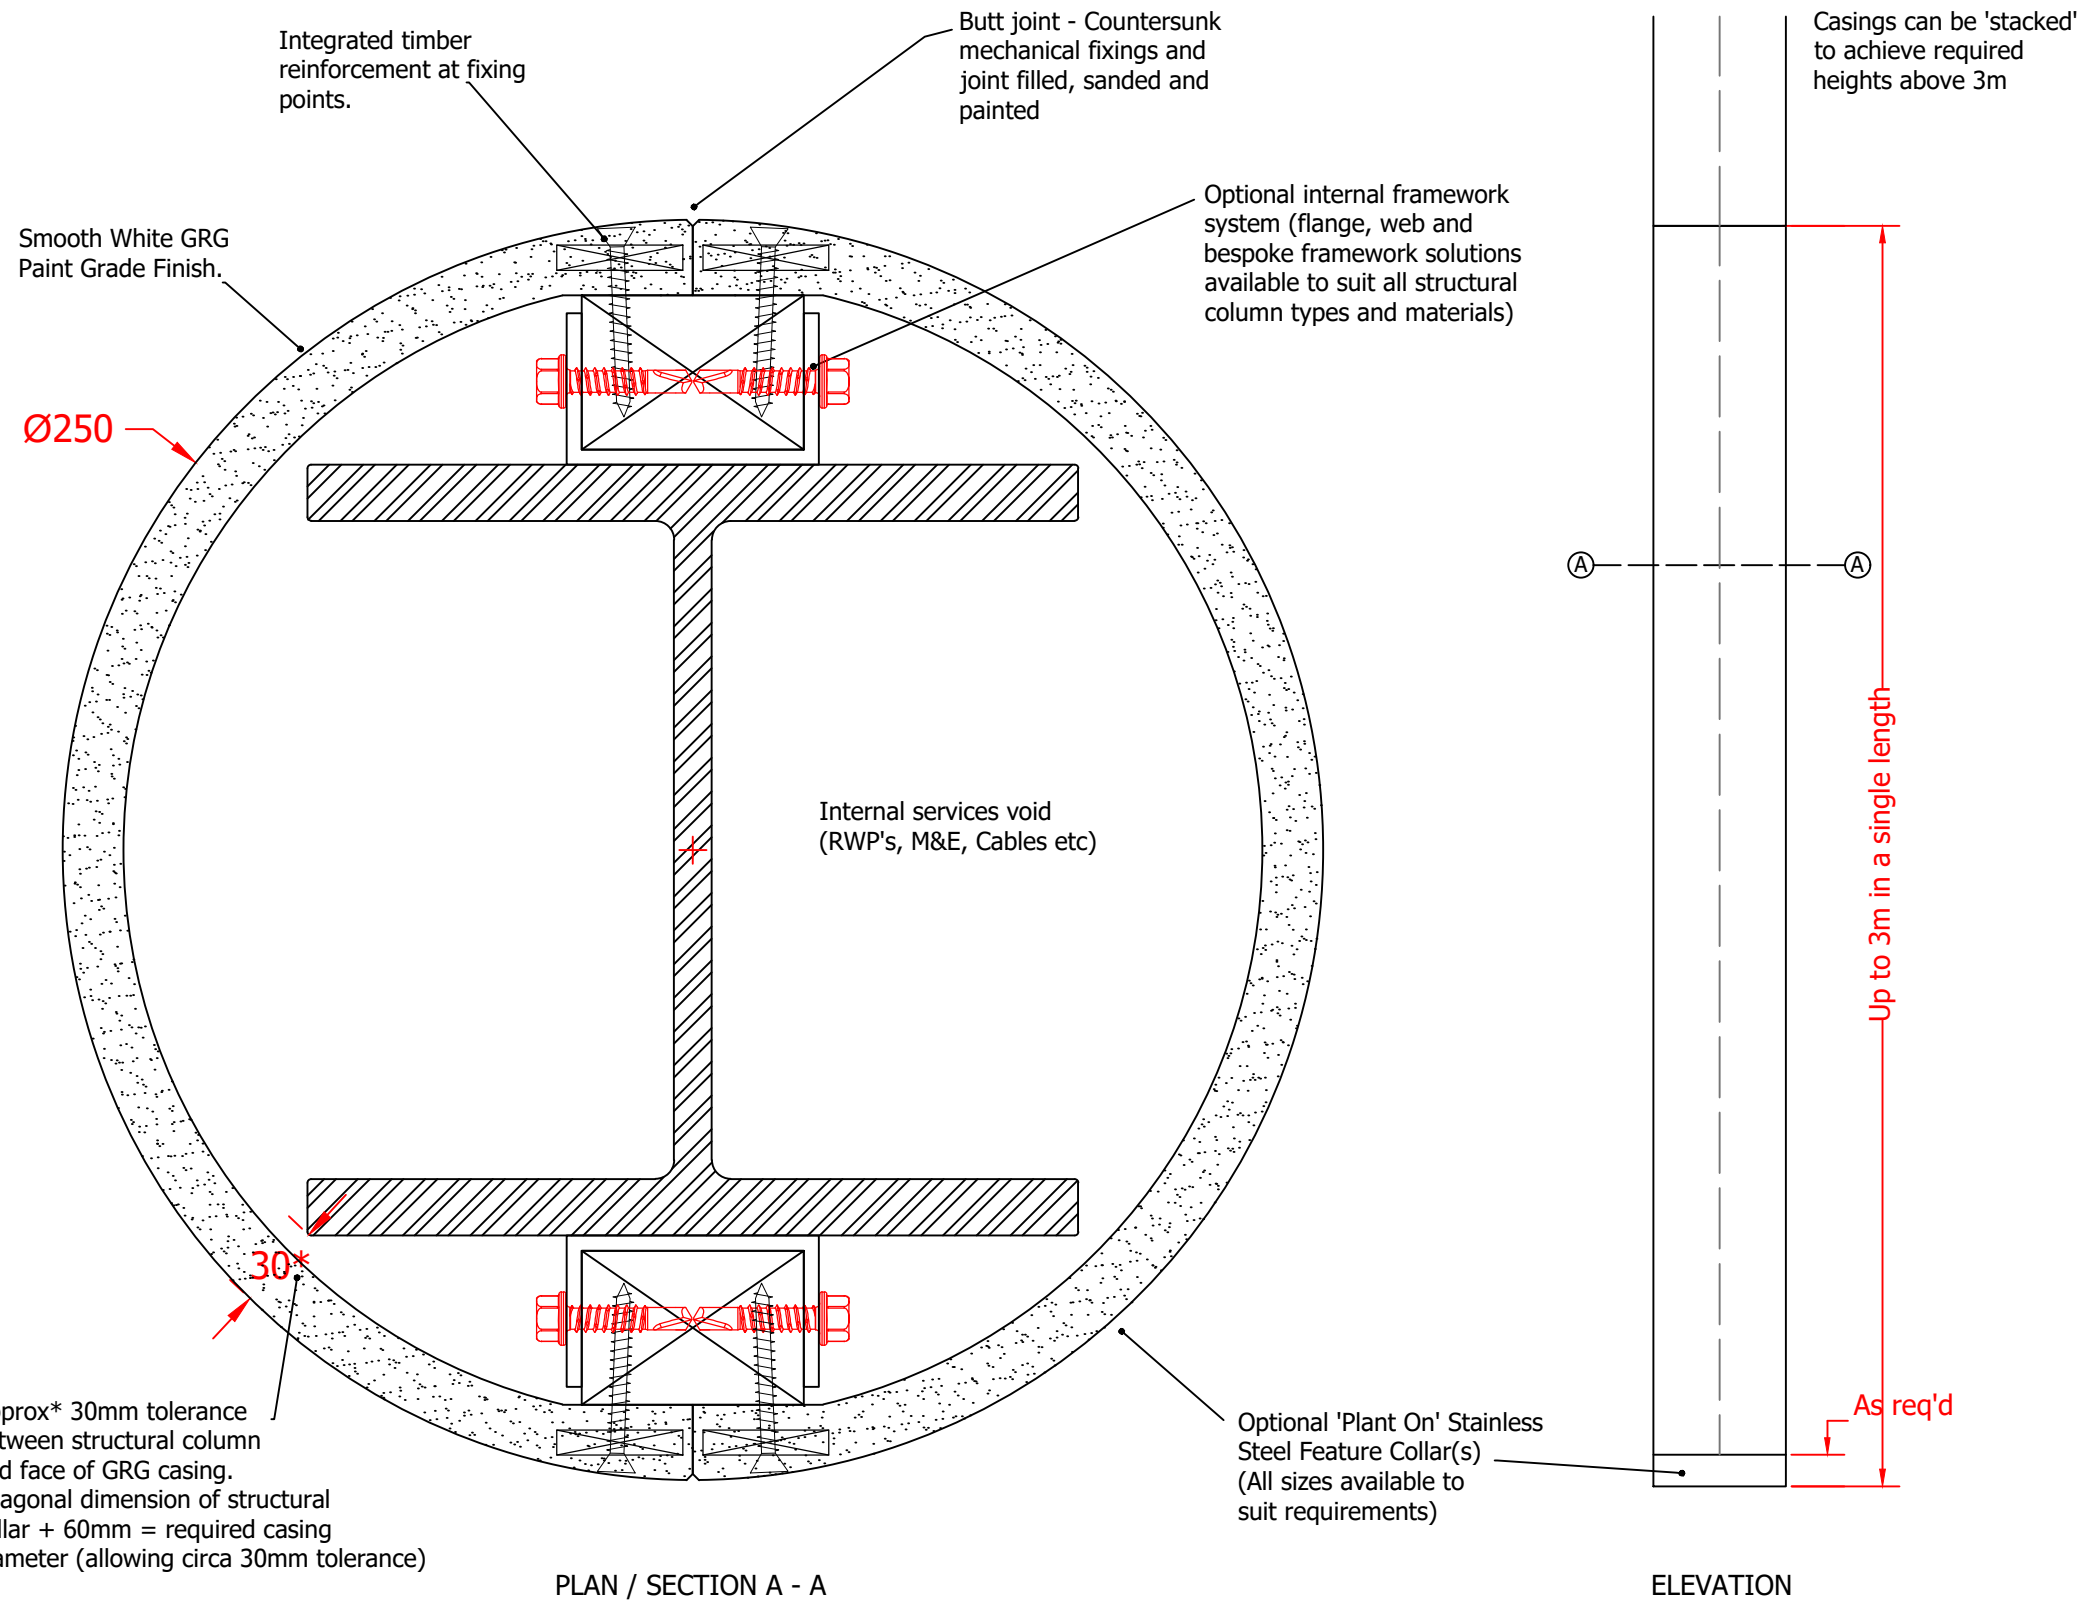 Integrated timber
reinforcement at fixing
points.
Butt joint - Countersunk
mechanical fixings and
joint filled, sanded and
painted
Casings can be 'stacked'
to achieve required
heights above 3m
Optional internal framework
system (flange, web and
bespoke framework solutions
available to suit all structural
column types and materials)
Smooth White GRG
Paint Grade Finish.
Ø250
A
A
Internal services void
(RWP's, M&E, Cables etc)
Up to 3m in a single length
30*
prox* 30mm tolerance
tween structural column
d face of GRG casing.
agonal dimension of structural
llar + 60mm = required casing
ameter (allowing circa 30mm tolerance)
As req'd
Optional 'Plant On' Stainless
Steel Feature Collar(s)
(All sizes available to
suit requirements)
PLAN / SECTION A - A
ELEVATION